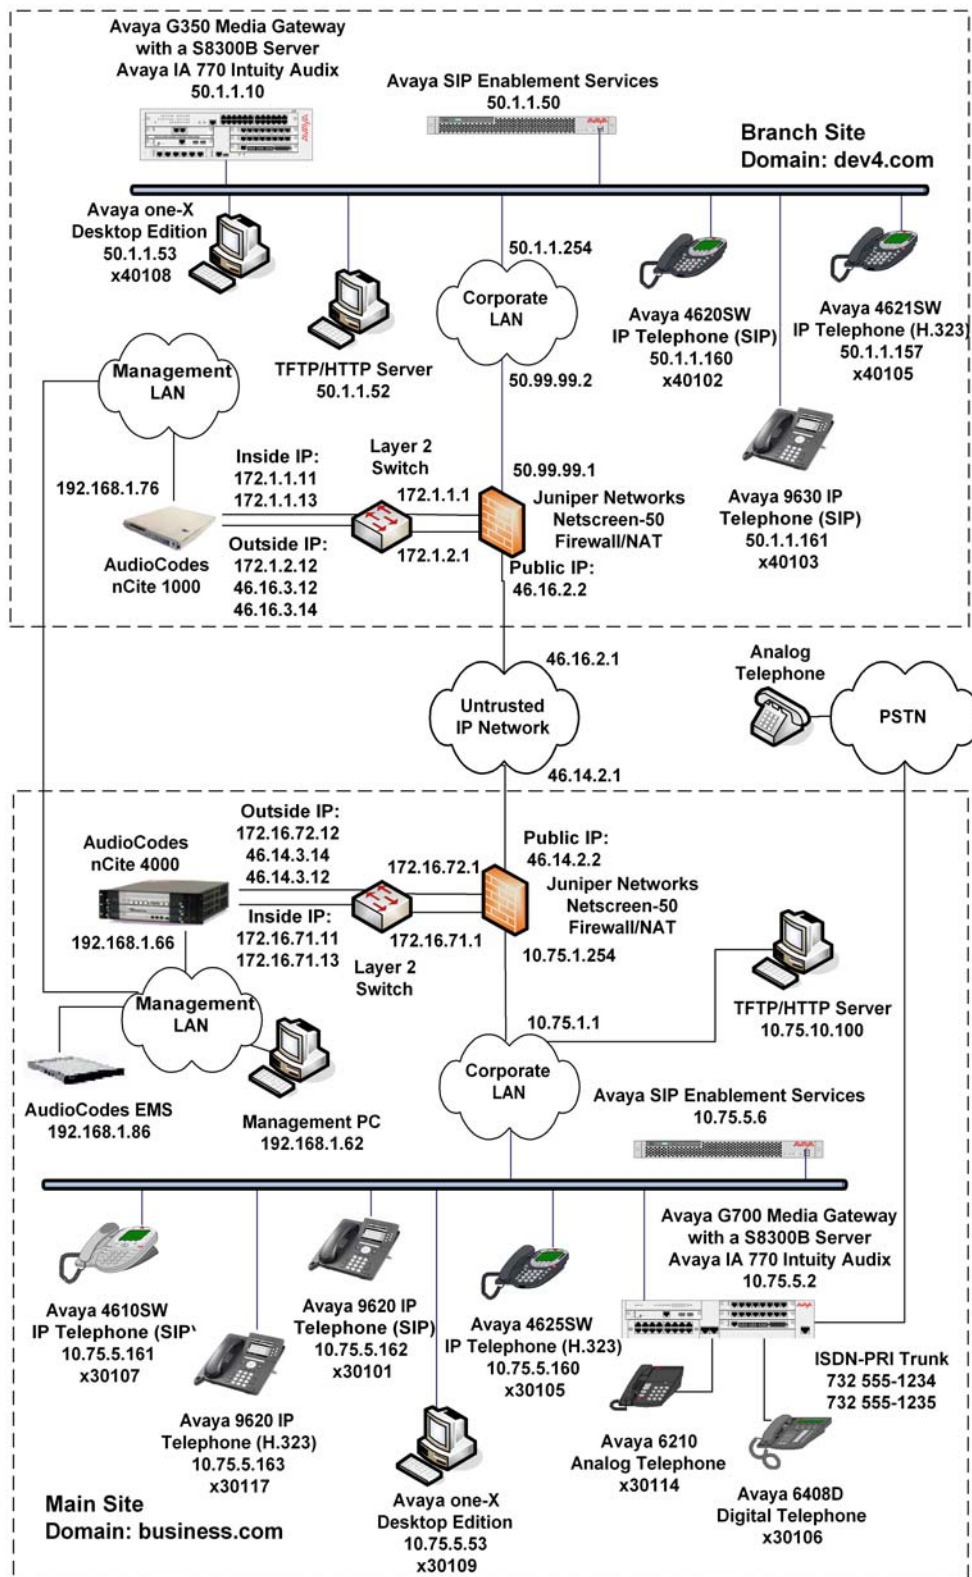 Avaya G350 Media Gateway
with a S8300B Server
Avaya IA 770 Intuity Audix
50.1.1.10
Avaya SIP Enablement Services
50.1.1.50
Branch Site
Domain: dev4.com
Avaya one-X
Desktop Edition
50.1.1.53
x40108
TFTP/HTTP Server
50.1.1.52
50.1.1.254
Corporate
LAN
50.99.99.2
Avaya 4620SW
IP Telephone (SIP)
50.1.1.160
x40102
Avaya 4621SW
IP Telephone (H.323)
50.1.1.157
x40105
Management
LAN
192.168.1.76
Inside IP:
172.1.1.11
172.1.1.13
Layer 2
Switch
172.1.1.1
50.99.99.1
Juniper Networks
Netscreen-50
Firewall/NAT
Avaya 9630 IP
Telephone (SIP)
50.1.1.161
x40103
AudioCodes
nCite 1000
Outside IP:
172.1.2.12
46.16.3.12
46.16.3.14
172.1.2.1
Public IP:
46.16.2.2
46.16.2.1
Untrusted
IP Network
46.14.2.1
Analog
Telephone
PSTN
AudioCodes
nCite 4000
Outside IP:
172.16.72.12
46.14.3.14
46.14.3.12
172.16.72.1
Public IP:
46.14.2.2
Juniper Networks
Netscreen-50
Firewall/NAT
192.168.1.66
Inside IP:
172.16.71.11
172.16.71.13
172.16.71.1
Layer 2
Switch
10.75.1.254
Management
LAN
10.75.1.1
TFTP/HTTP Server
10.75.10.100
Corporate
LAN
AudioCodes EMS
192.168.1.86
Management PC
192.168.1.62
Avaya SIP Enablement Services
10.75.5.6
Avaya G700 Media Gateway
with a S8300B Server
Avaya IA 770 Intuity Audix
10.75.5.2
Avaya 4610SW
IP Telephone (SIP)
10.75.5.161
x30107
Avaya 9620 IP
Telephone (H.323)
10.75.5.163
x30117
Avaya 9620 IP
Telephone (SIP)
10.75.5.162
x30101
Avaya 4625SW
IP Telephone (H.323)
10.75.5.160
x30105
ISDN-PRI Trunk
732 555-1234
732 555-1235
Avaya 6210
Analog Telephone
x30114
Avaya 6408D
Digital Telephone
x30106
Avaya one-X
Desktop Edition
10.75.5.53
x30109
Main Site
Domain: business.com